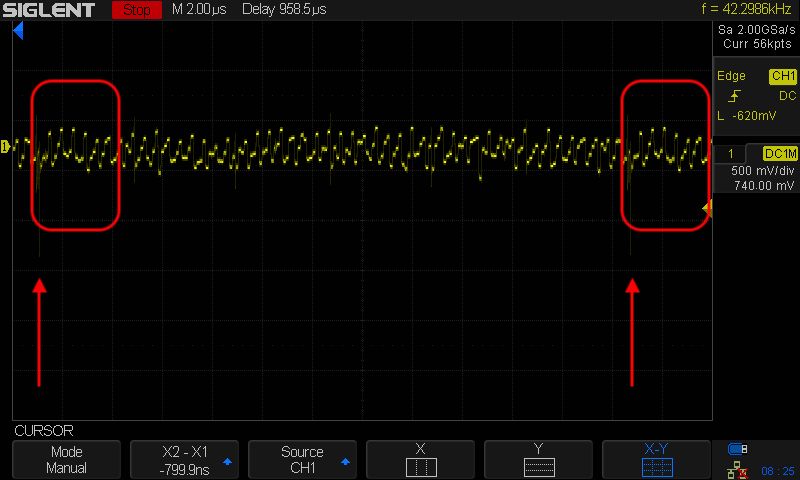 SIGLENT Stop M 2.00μs Delay 958.5μs f = 42.2986kHz
Sa 2.00GSa/s
Curr 56kpts
Edge CH1
DC
L -620mV
1
1 DC1M
500 mV/div
740.00 mV
CURSOR
Mode
Manual
X2 - X1
-799.9ns
Source
CH1
X
Y
X-Y
08:25